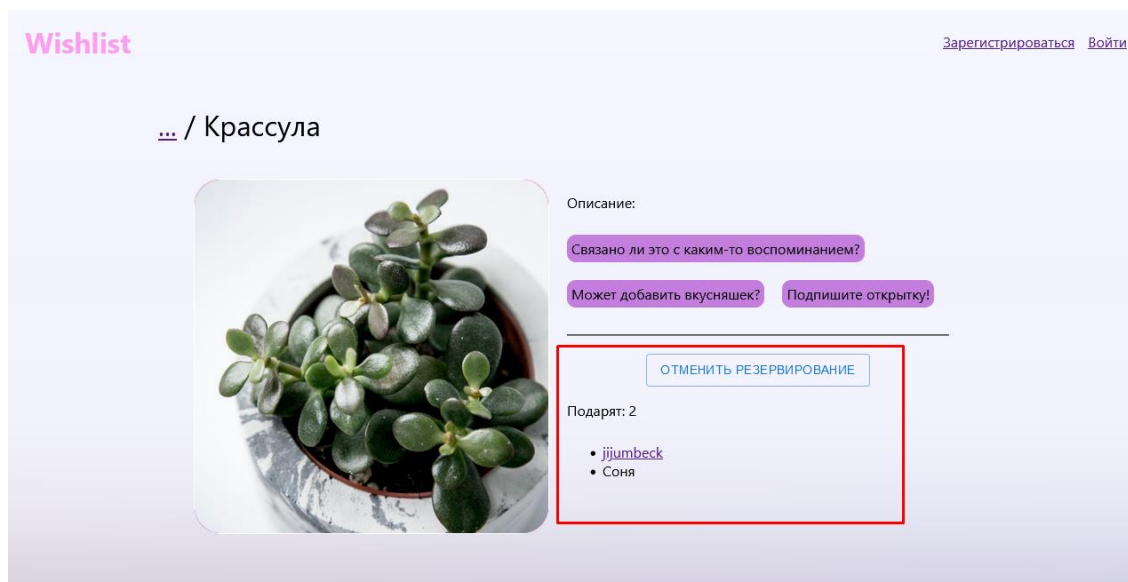 Wishlist
Зарегистрироваться Войти
... / Крассула
Описание:
Связано ли это с каким-то воспоминанием?
Может добавить вкусняшек? Подпишите открытку!
ОТМЕНИТЬ РЕЗЕРВИРОВАНИЕ
Подарят: 2
• jijumbeck
• Соня